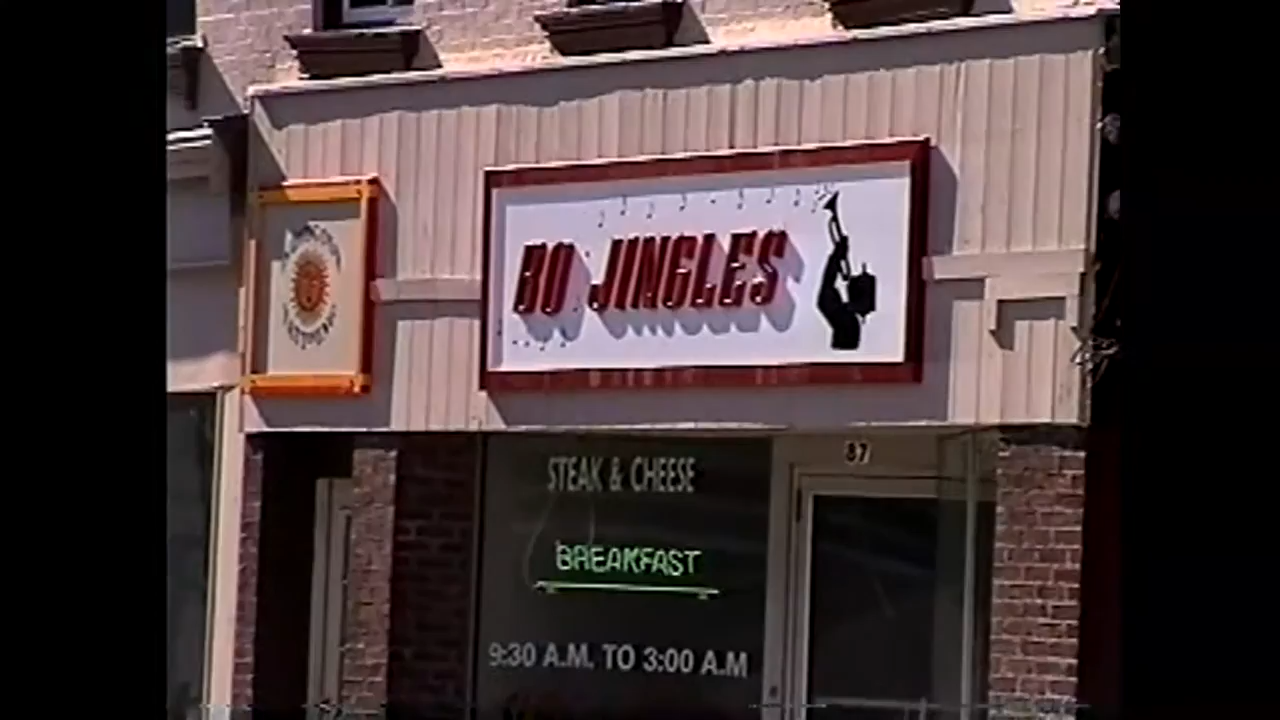 BO JINGLES
87
STEAK & CHEESE
BREAKFAST
9:30 A.M. TO 3:00 A.M